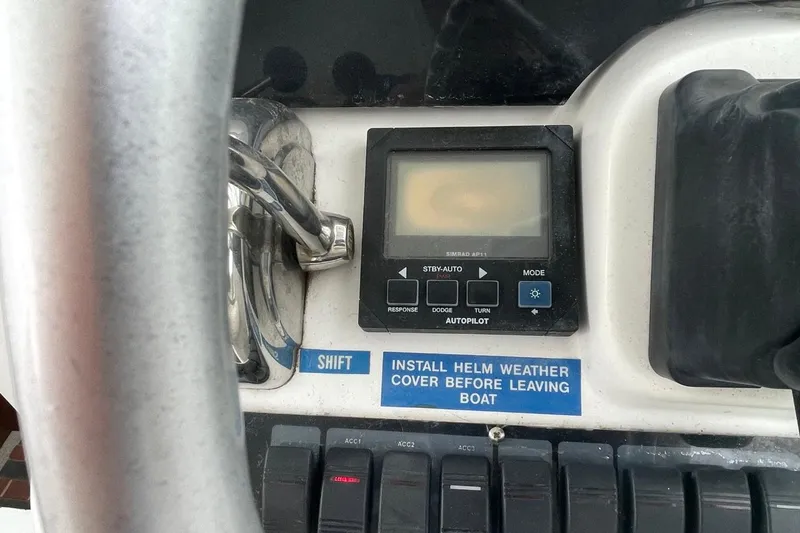 SIMRAD AP11
STBY-AUTO
MODE
RESPONSE
DODGE
TURN
AUTOPILOT
SHIFT
INSTALL HELM WEATHER
COVER BEFORE LEAVING
BOAT
ACC1
ACC2
ACC3